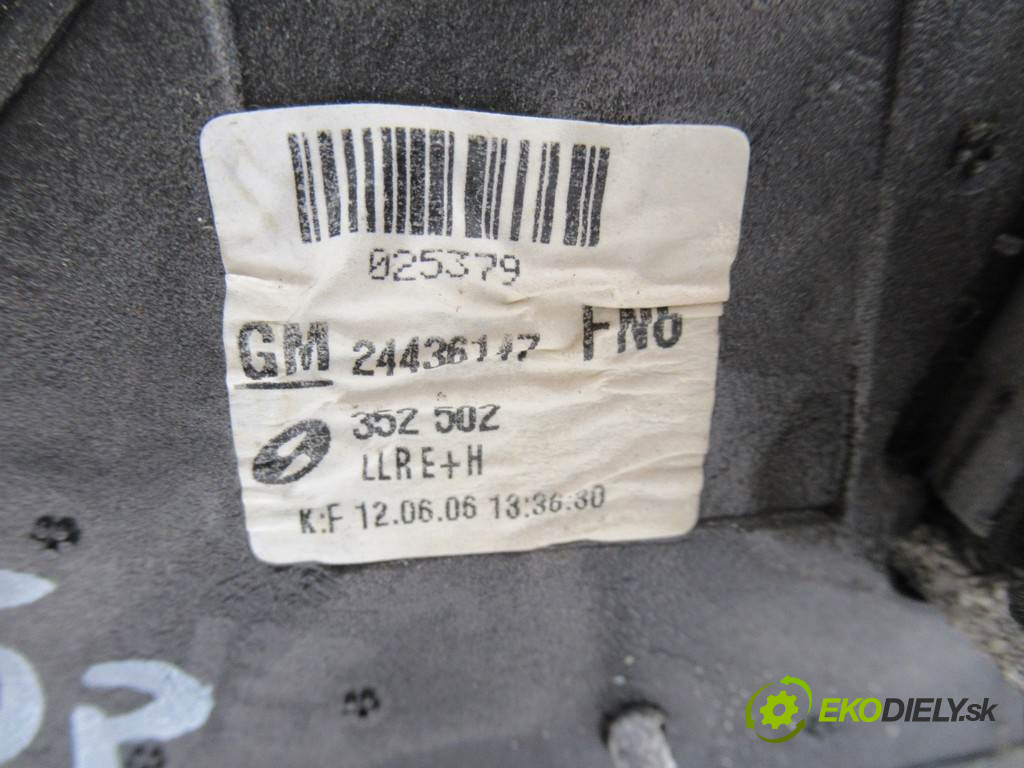 025379
GM 24436147 FN6
352 502
LLR E+H
K:F 12.06.06 13:36:30
EKODIELY.sk